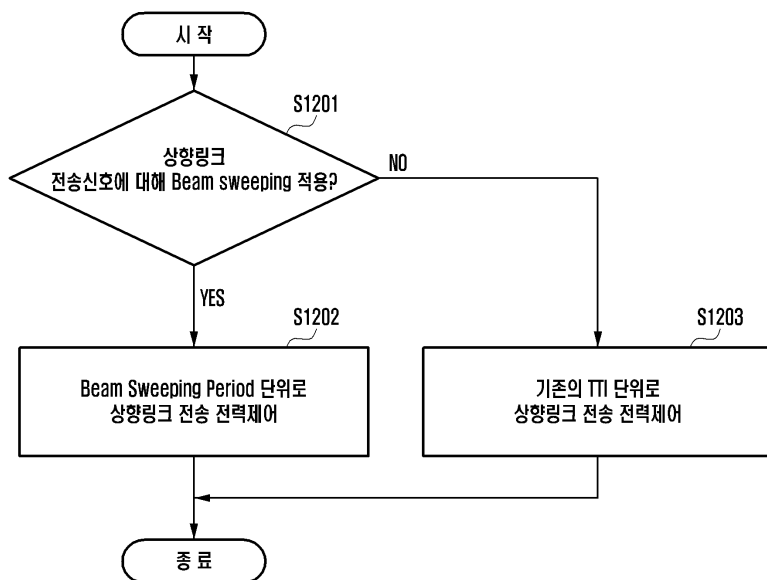 시 작
S1201
상향링크
전송신호에 대해 Beam sweeping 적용?
NO
YES
S1202
Beam Sweeping Period 단위로
상향링크 전송 전력제어
S1203
기존의 TTI 단위로
상향링크 전송 전력제어
종 료